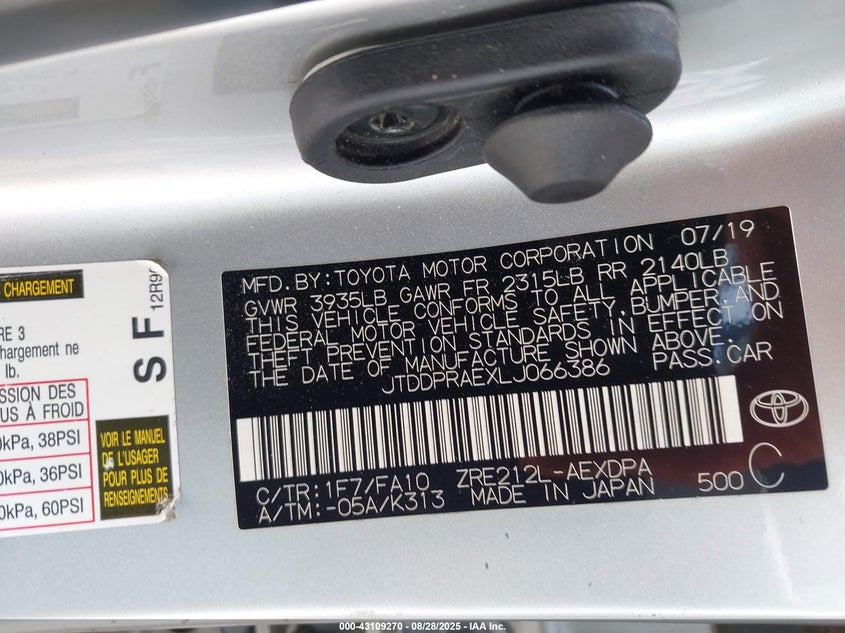 CHARGEMENT
RE 3
hargement ne
lb.
SSION DES
US À FROID
0kPa, 38PSI
0kPa, 36PSI
0kPa, 60PSI
S F
VOIR LE MANUEL
DE L'USAGER
POUR PLUS DE
RENSEIGNEMENTS
MFD.BY:TOYOTA MOTOR CORPORATION 07/19
GVWR 3935LB GAWR FR 2315LB RR 2140LB
THIS VEHICLE CONFORMS TO ALL APPLICABLE
FEDERAL MOTOR VEHICLE SAFETY,BUMPER,AND
THEFT PREVENTION STANDARDS IN EFFECT ON
THE DATE OF MANUFACTURE SHOWN ABOVE.
JTDDPRAEXLJ066386 PASS.CAR
C/TR:1F7/FA10 ZRE212L-AEXDPA
A/TM:-05A/K313 MADE IN JAPAN 500 C
000-43109270 - 08/28/2025 - IAA Inc.